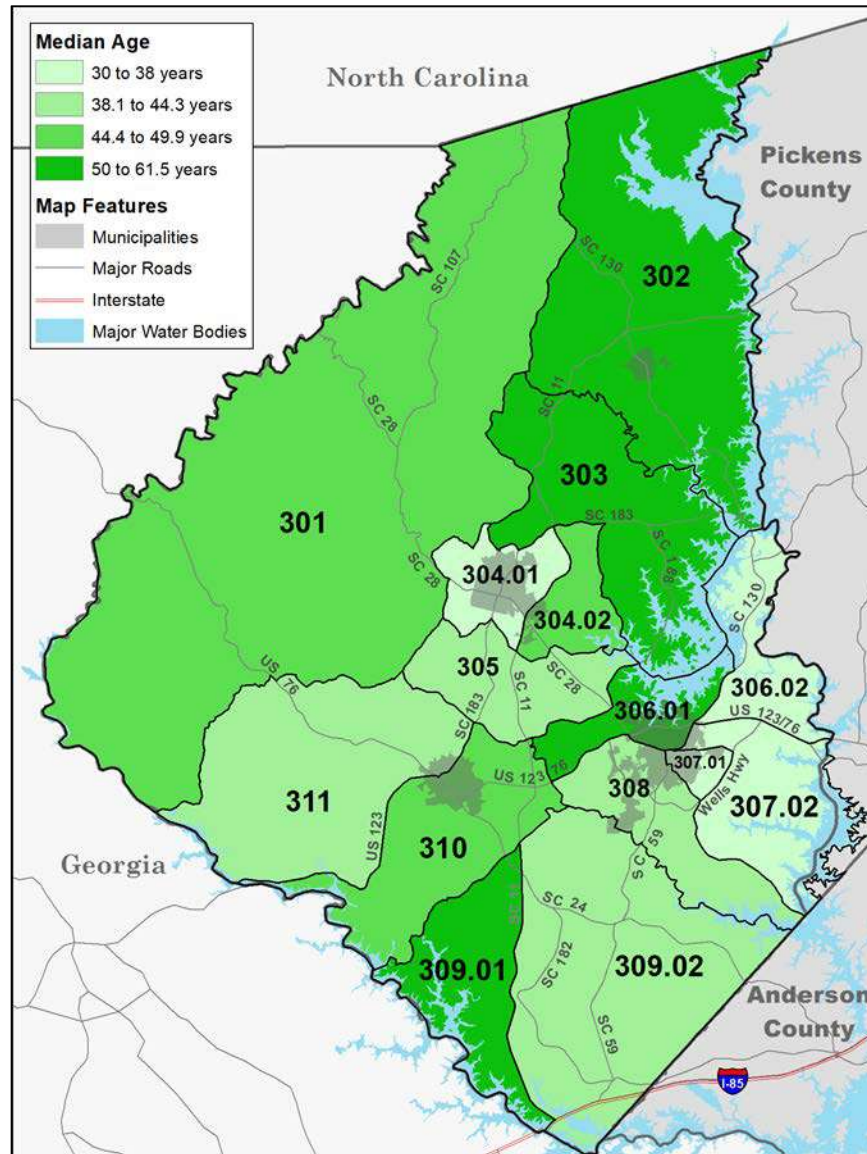 Median Age
30 to 38 years
38.1 to 44.3 years
44.4 to 49.9 years
50 to 61.5 years
Map Features
Municipalities
Major Roads
Interstate
Major Water Bodies
North Carolina
Pickens
County
SC 107
SC 130
302
SC 11
SC 28
303
301
SC 183
SC 188
SC 28
304.01
304.02
SC 130
305
SC 28
306.02
US 76
SC 183
SC 11
306.01
US 123/76
307.01
US 123/76
308
Wells Hwy
307.02
311
US 123
310
SC 59
Georgia
SC 24
309.01
SC 182
309.02
Anderson
County
SC 59
I-85